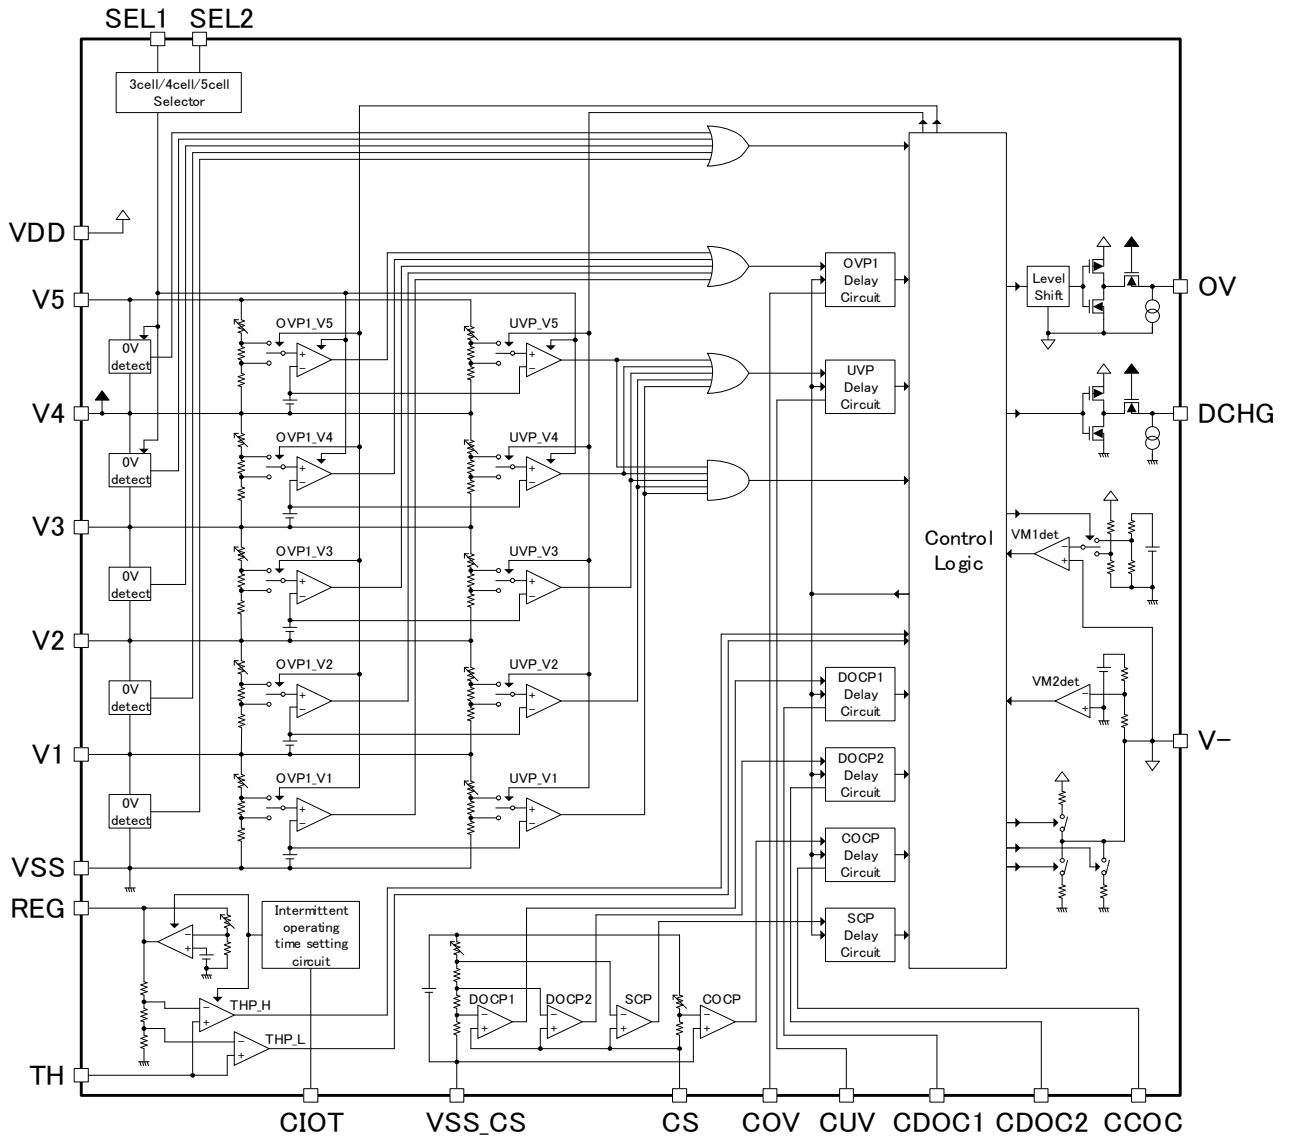 SEL1 SEL2
3cell/4cell/5cell
Selector
VDD
V5
V4
V3
V2
V1
VSS
REG
TH
0V
detect
0V
detect
0V
detect
0V
detect
0V
detect
OVP1_V5
+
−
OVP1_V4
+
−
OVP1_V3
+
−
OVP1_V2
+
−
OVP1_V1
+
−
UVP_V5
+
−
UVP_V4
+
−
UVP_V3
+
−
UVP_V2
+
−
UVP_V1
+
−
OVP1
Delay
Circuit
UVP
Delay
Circuit
DOCP1
Delay
Circuit
DOCP2
Delay
Circuit
COCP
Delay
Circuit
SCP
Delay
Circuit
Control
Logic
Level
Shift
OV
DCHG
VM1det
−
+
VM2det
−
+
V−
Intermittent
operating
time setting
circuit
−
+
THP_H
−
+
THP_L
−
+
DOCP1
−
+
DOCP2
−
+
SCP
−
+
COCP
−
+
CIOT VSS_CS CS COV CUV CDOC1 CDOC2 CCOC